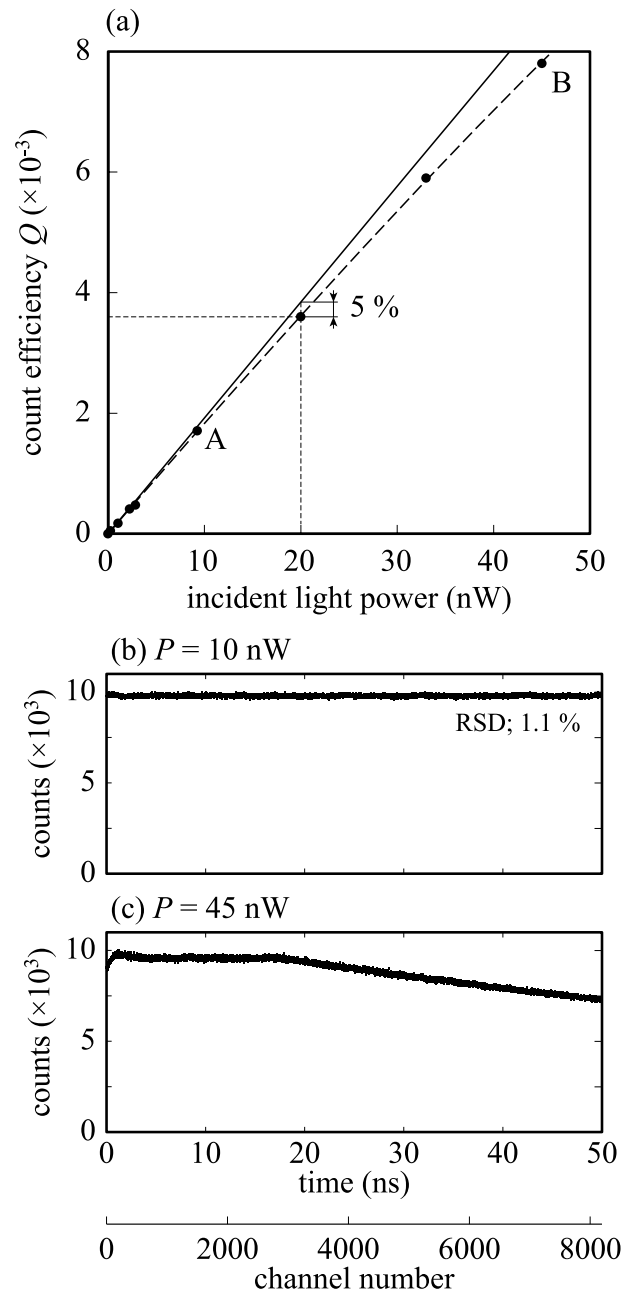 (a)
8
6
4
2
0
count efficiency Q (×10-3)
5 %
A
B
0 10 20 30 40 50
incident light power (nW)
(b) P = 10 nW
10
5
0
counts (×103)
RSD; 1.1 %
(c) P = 45 nW
10
5
0
counts (×103)
0 10 20 30 40 50
time (ns)
0 2000 4000 6000 8000
channel number